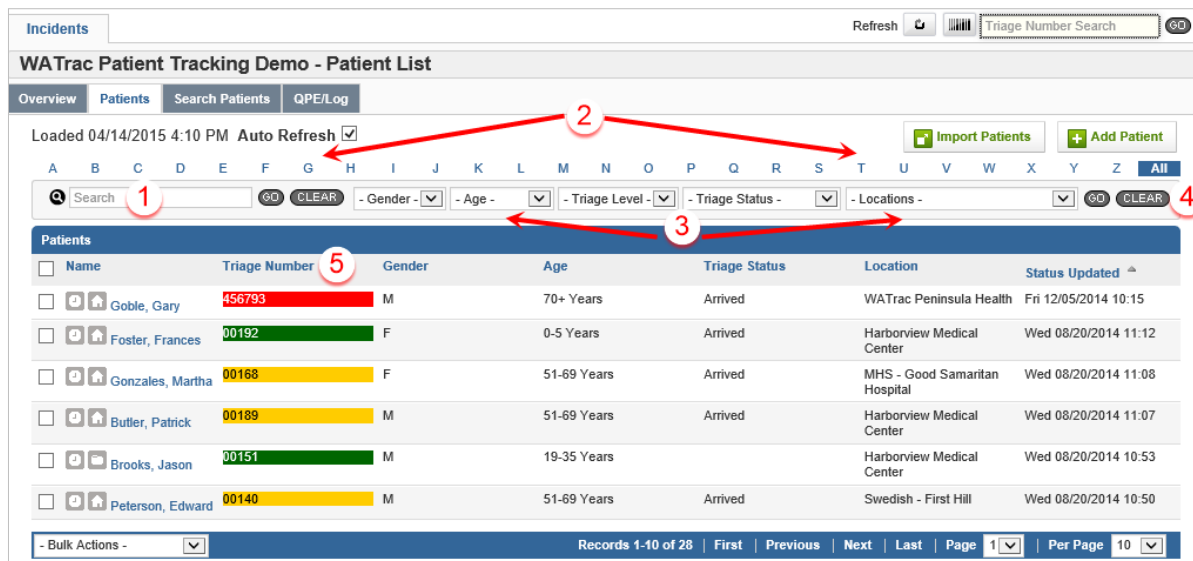 Incidents Refresh Triage Number Search GO
WATrac Patient Tracking Demo - Patient List
Overview Patients Search Patients QPE/Log
2
Loaded 04/14/2015 4:10 PM Auto Refresh Import Patients Add Patient
A B C D E F G H I J K L M N O P Q R S T U V W X Y Z All
Search 1 GO CLEAR - Gender - - Age - - Triage Level - - Triage Status - - Locations - GO CLEAR 4
3
Patients
Name Triage Number 5 Gender Age Triage Status Location Status Updated
Goble, Gary 456793 M 70+ Years Arrived WATrac Peninsula Health Fri 12/05/2014 10:15
Foster, Frances 00192 F 0-5 Years Arrived Harborview Medical Wed 08/20/2014 11:12
Center
Gonzales, Martha 00168 F 51-69 Years Arrived MHS - Good Samaritan Wed 08/20/2014 11:08
Hospital
Butler, Patrick 00189 M 51-69 Years Arrived Harborview Medical Wed 08/20/2014 11:07
Center
Brooks, Jason 00151 M 19-35 Years Harborview Medical Wed 08/20/2014 10:53
Center
Peterson, Edward 00140 M 51-69 Years Arrived Swedish - First Hill Wed 08/20/2014 10:50
- Bulk Actions - Records 1-10 of 28 | First | Previous | Next | Last | Page 1 | Per Page 10